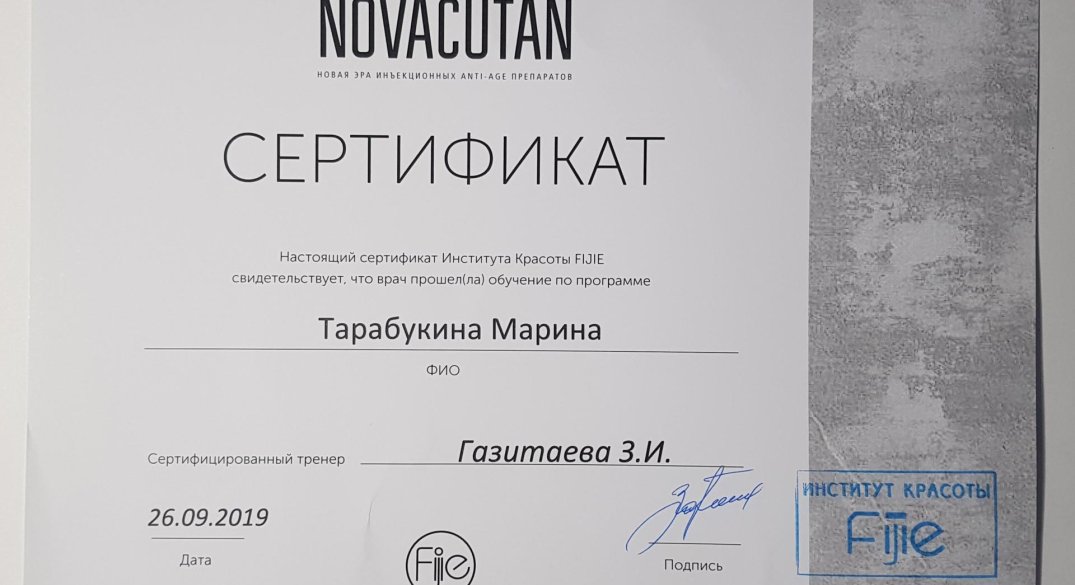 NOVACUTAN
НОВАЯ ЭРА ИНЪЕКЦИОННЫХ ANTI-AGE ПРЕПАРАТОВ
СЕРТИФИКАТ
Настоящий сертификат Института Красоты FIJIE
свидетельствует, что врач прошел(ла) обучение по программе
Тарабукина Марина
ФИО
Сертифицированный тренер Газитаева З.И.
26.09.2019
Дата
Fijie
Подпись
ИНСТИТУТ КРАСОТЫ
Fijie